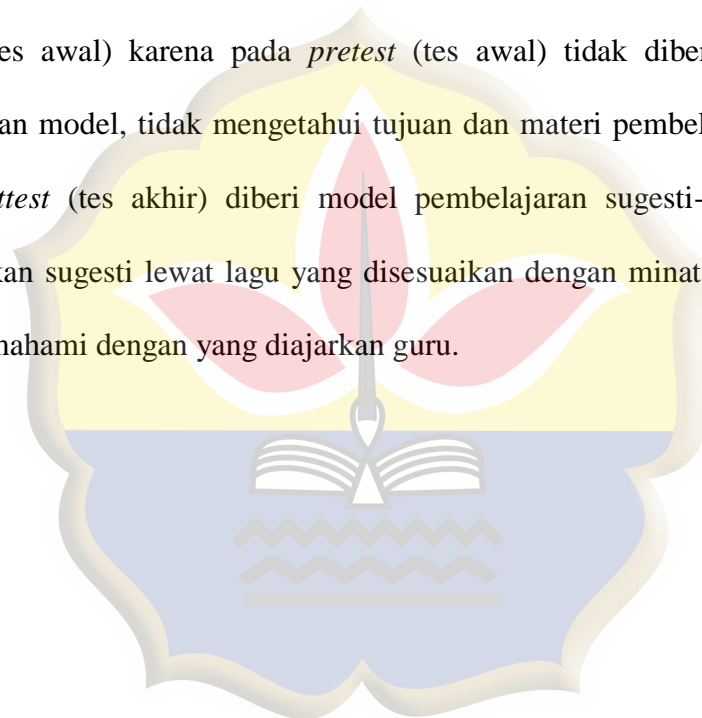 es awal) karena pada pretest (tes awal) tidak diber
an model, tidak mengetahui tujuan dan materi pembel
ttest (tes akhir) diberi model pembelajaran sugesti-
kan sugesti lewat lagu yang disesuaikan dengan minat
nahami dengan yang diajarkan guru.